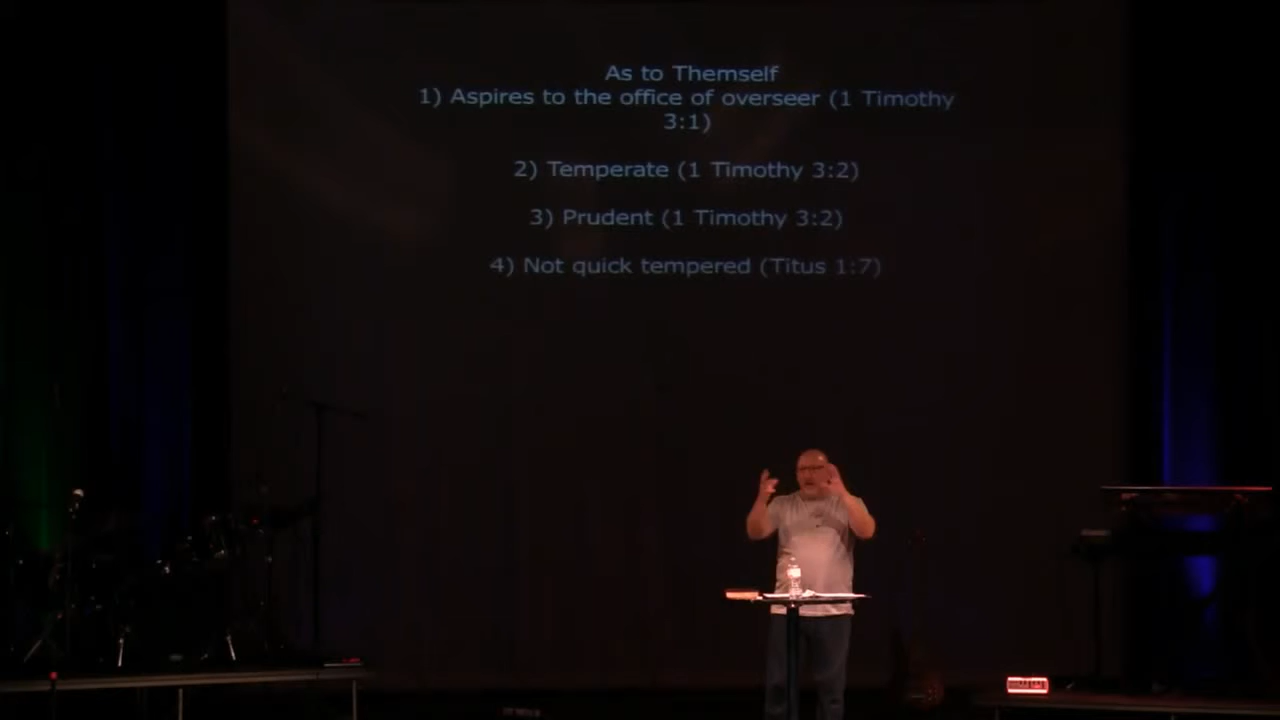 As to Themself
1) Aspires to the office of overseer (1 Timothy
3:1)
2) Temperate (1 Timothy 3:2)
3) Prudent (1 Timothy 3:2)
4) Not quick tempered (Titus 1:7)